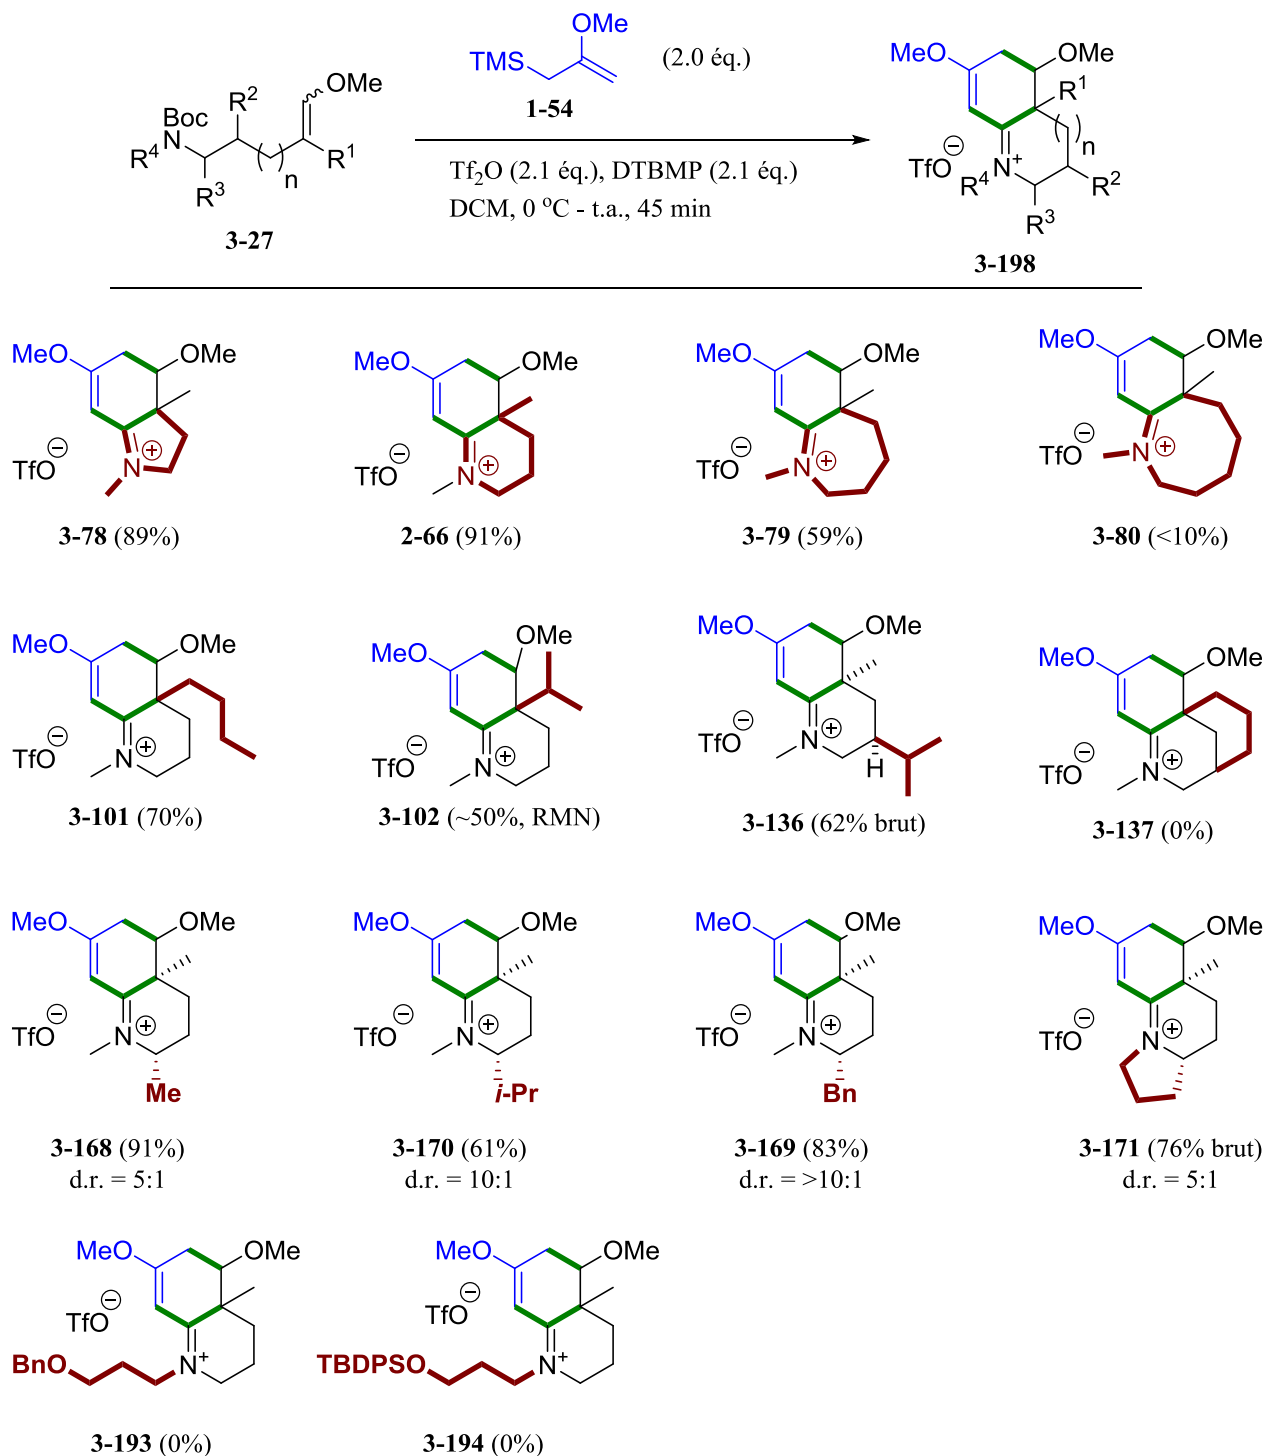 OMe
TMS
(2.0 éq.)
1-54
Boc
N
R⁴
R²
R³
( )n
OMe
R¹
3-27
Tf₂O (2.1 éq.), DTBMP (2.1 éq.)
DCM, 0 °C - t.a., 45 min
MeO
OMe
R¹
( )n
TfO⊖
N⁺
R⁴
R²
R³
3-198
MeO OMe
TfO⊖
N ⊕
3-78 (89%)
MeO OMe
TfO⊖
N ⊕
2-66 (91%)
MeO OMe
TfO⊖
N ⊕
3-79 (59%)
MeO OMe
TfO⊖
N ⊕
3-80 (<10%)
MeO OMe
TfO⊖
N ⊕
3-101 (70%)
MeO OMe
TfO⊖
N ⊕
3-102 (~50%, RMN)
MeO OMe
TfO⊖
N ⊕
H
3-136 (62% brut)
MeO OMe
TfO⊖
N ⊕
3-137 (0%)
MeO OMe
TfO⊖
N ⊕
Me
3-168 (91%)
d.r. = 5:1
MeO OMe
TfO⊖
N ⊕
i-Pr
3-170 (61%)
d.r. = 10:1
MeO OMe
TfO⊖
N ⊕
Bn
3-169 (83%)
d.r. = >10:1
MeO OMe
TfO⊖
N ⊕
3-171 (76% brut)
d.r. = 5:1
MeO OMe
TfO⊖
BnO N⁺
3-193 (0%)
MeO OMe
TfO⊖
TBDPSO N⁺
3-194 (0%)